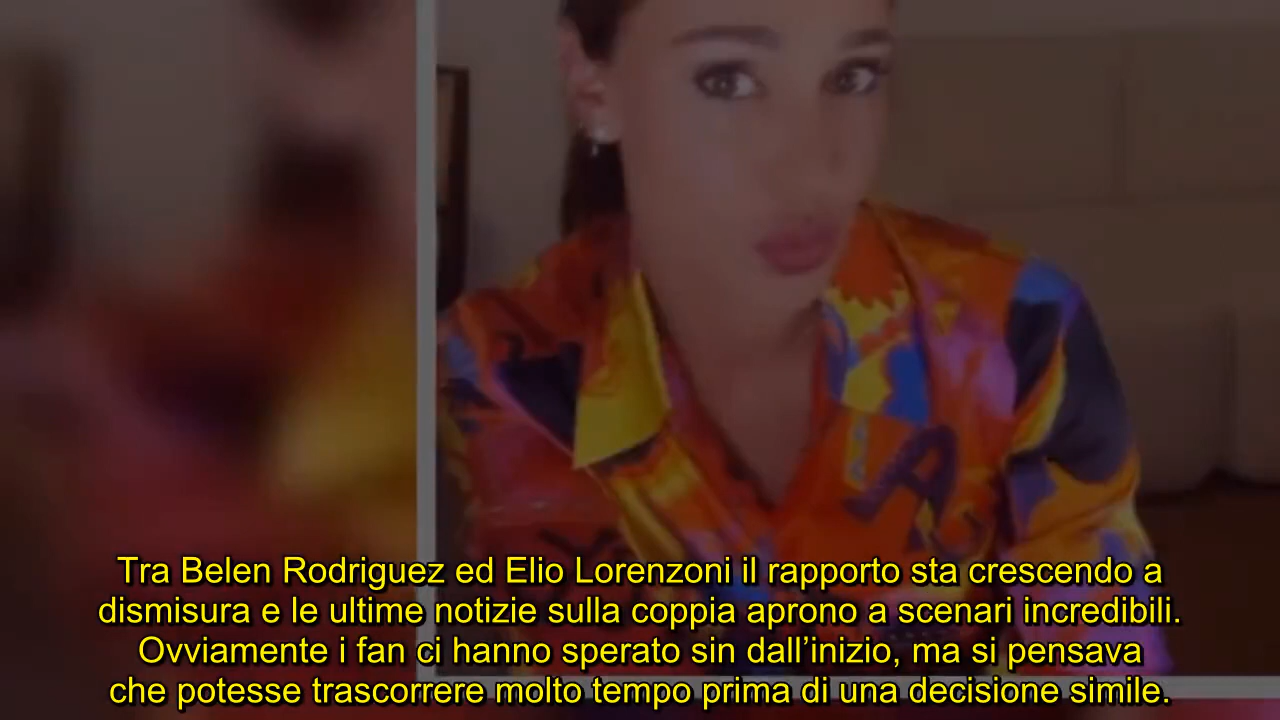 Tra Belen Rodriguez ed Elio Lorenzoni il rapporto sta crescendo a
dismisura e le ultime notizie sulla coppia aprono a scenari incredibili.
Ovviamente i fan ci hanno sperato sin dall’inizio, ma si pensava
che potesse trascorrere molto tempo prima di una decisione simile.